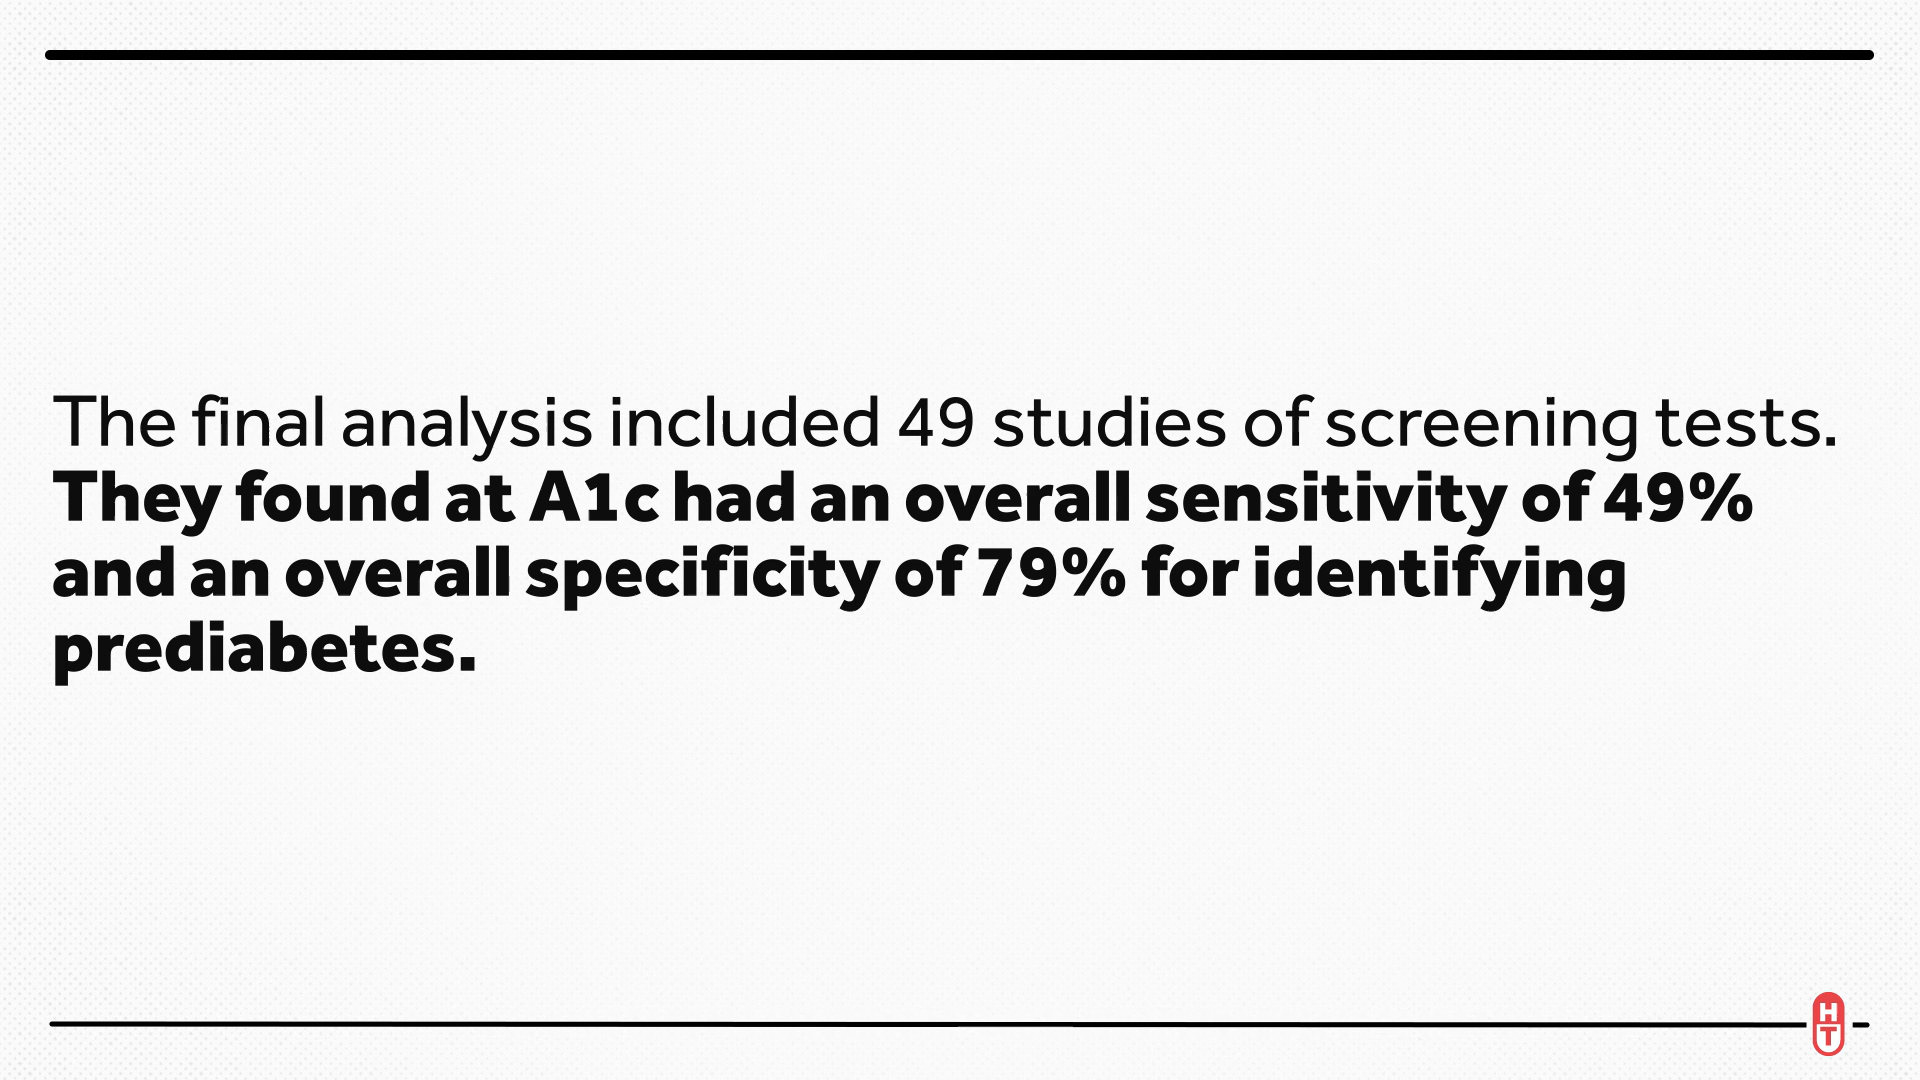 The final analysis included 49 studies of screening tests.
They found at A1c had an overall sensitivity of 49%
and an overall specificity of 79% for identifying
prediabetes.
H
T